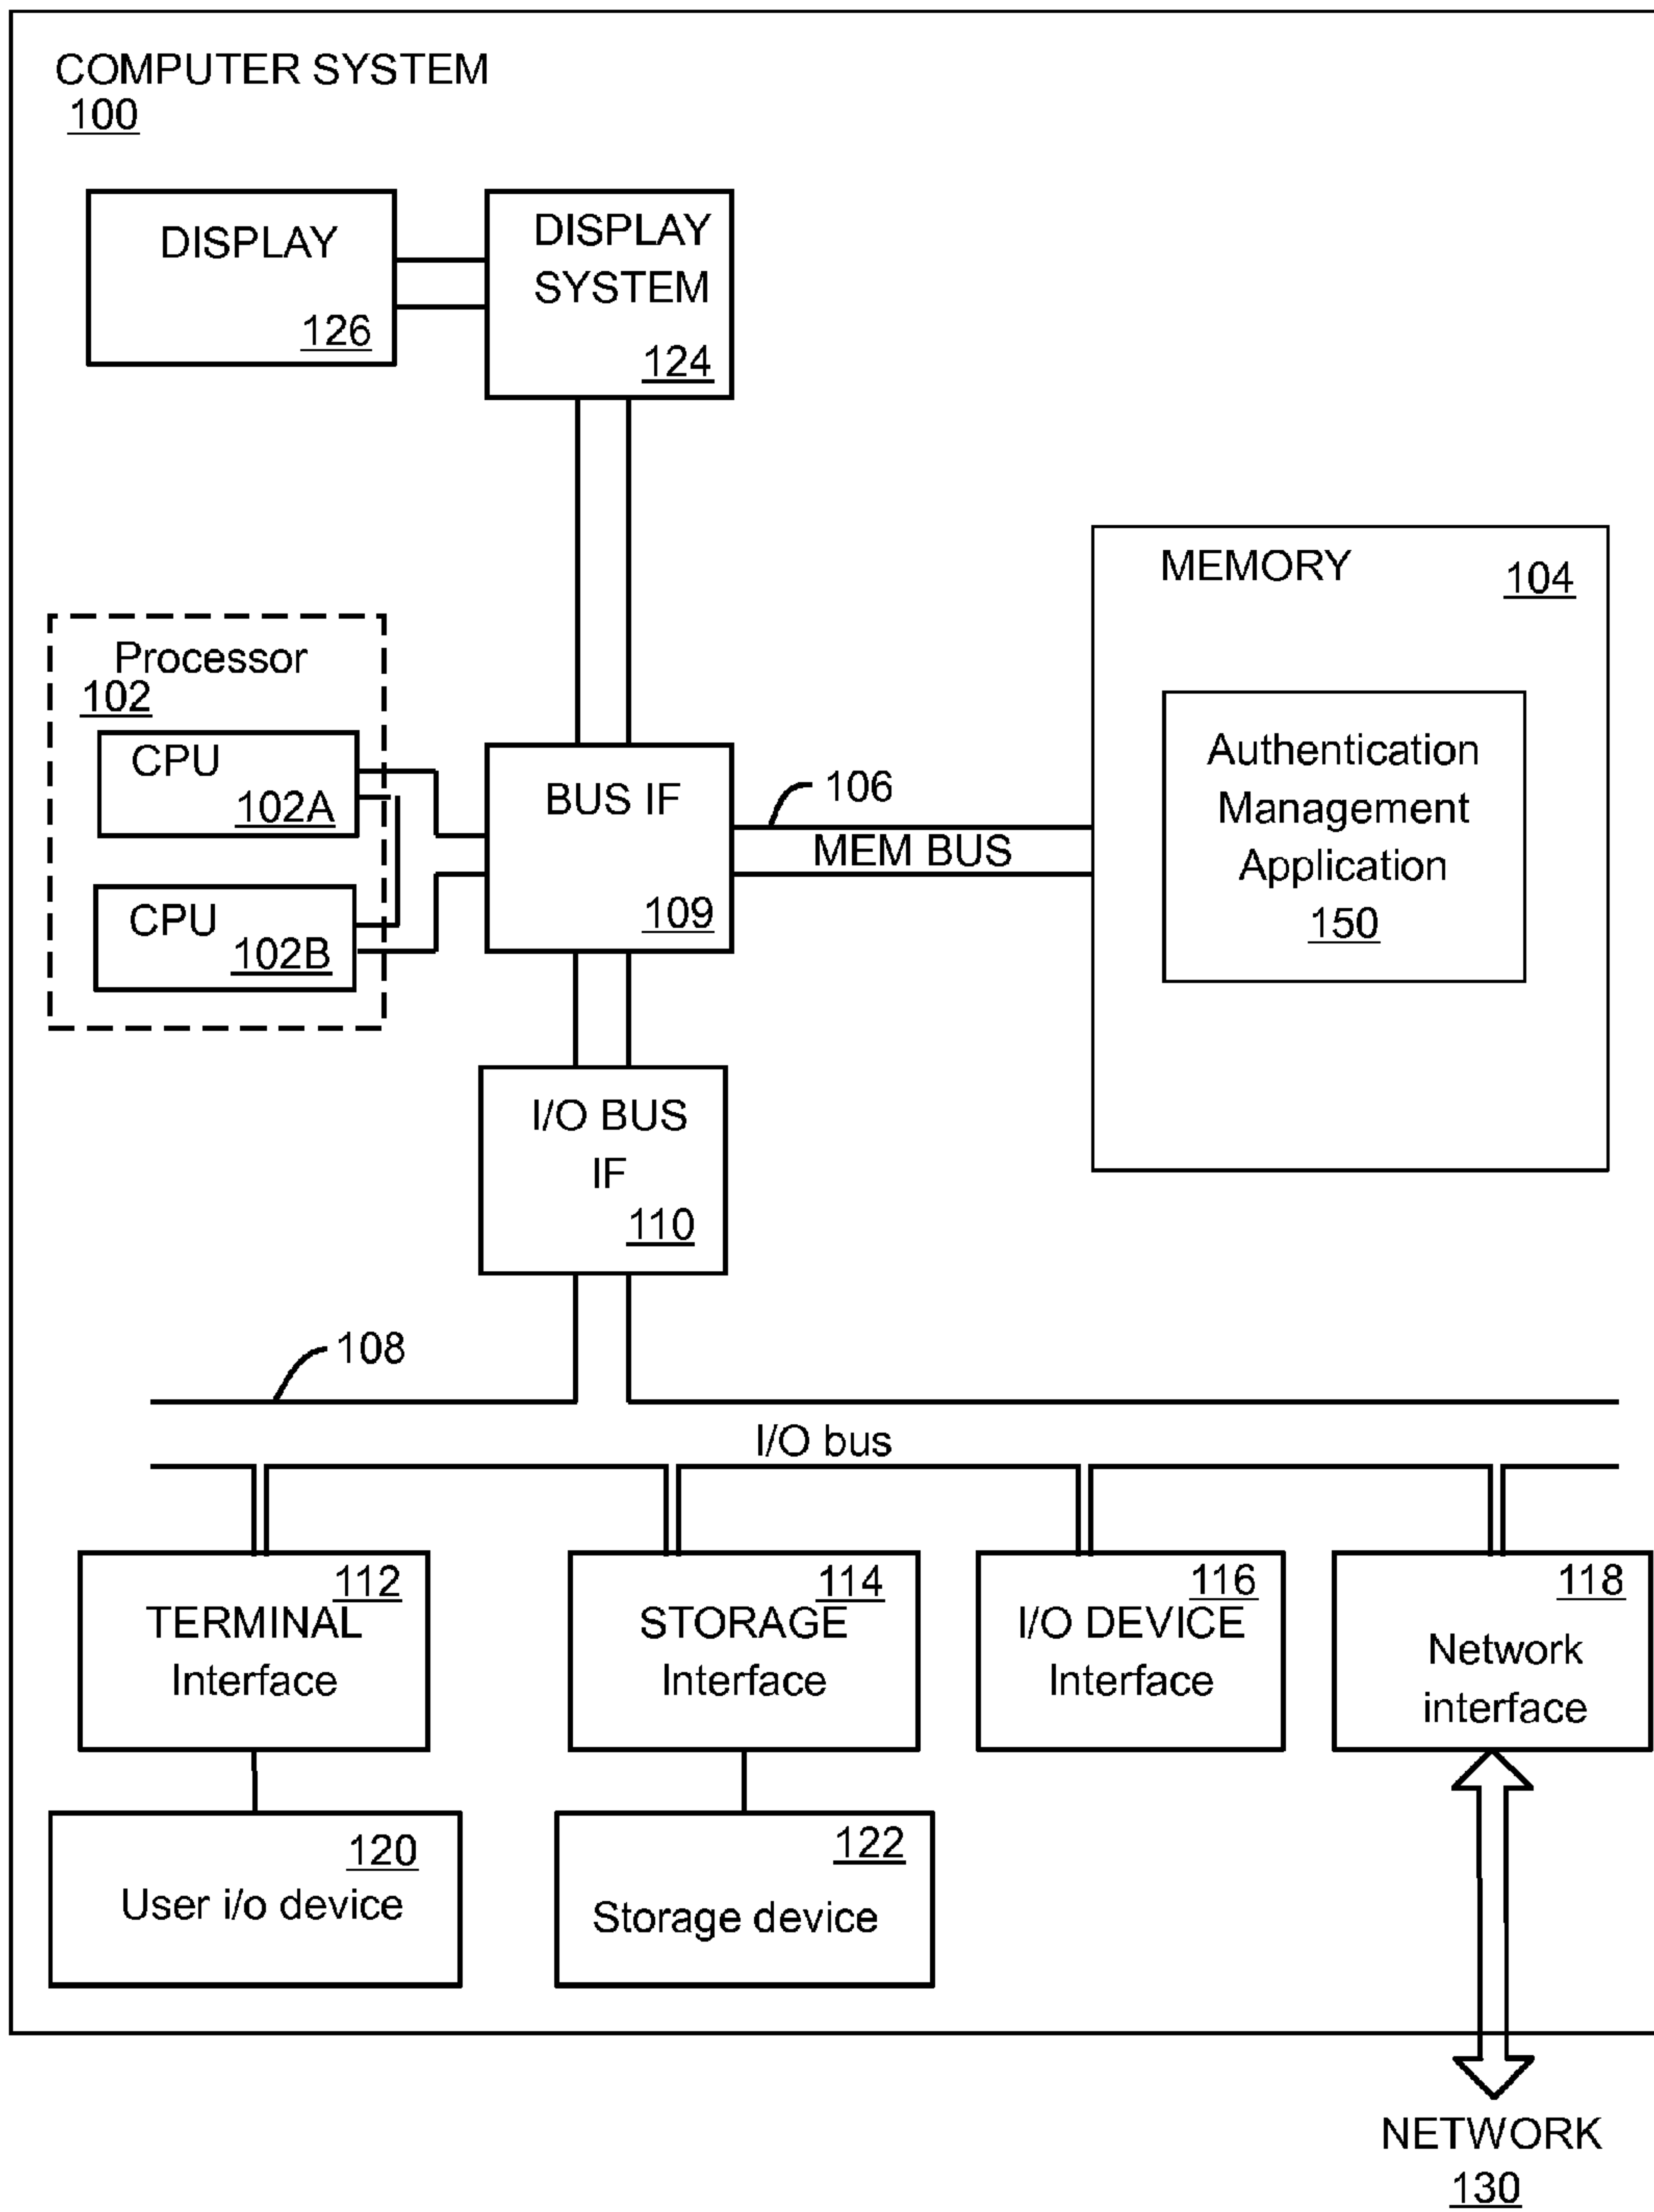 COMPUTER SYSTEM
100
DISPLAY
126
DISPLAY
SYSTEM
124
MEMORY
104
Processor
102
CPU
102A
CPU
102B
BUS IF
109
106
MEM BUS
Authentication
Management
Application
150
I/O BUS
IF
110
108
I/O bus
112
TERMINAL
Interface
114
STORAGE
Interface
116
I/O DEVICE
Interface
118
Network
interface
120
User i/o device
122
Storage device
NETWORK
130